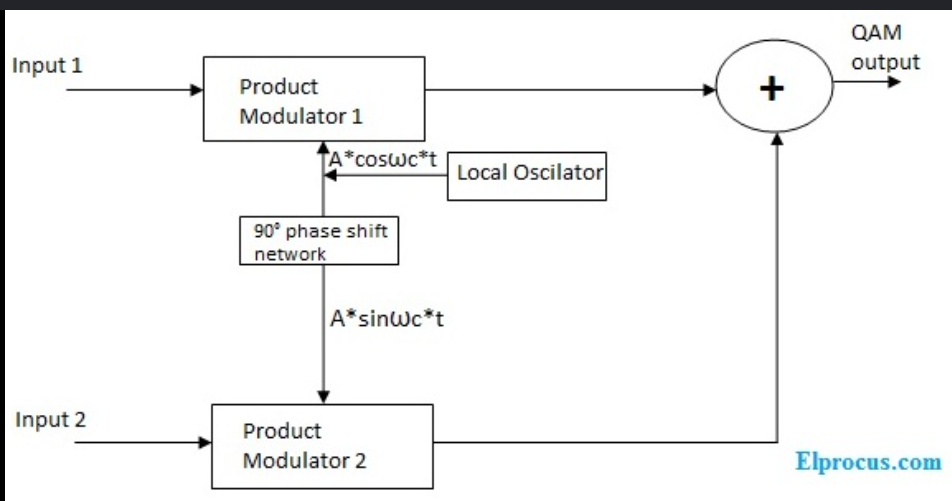 QAM
output
Input 1
Product
Modulator 1
+
A*cosωc*t
Local Oscilator
90° phase shift
network
A*sinωc*t
Input 2
Product
Modulator 2
Elprocus.com